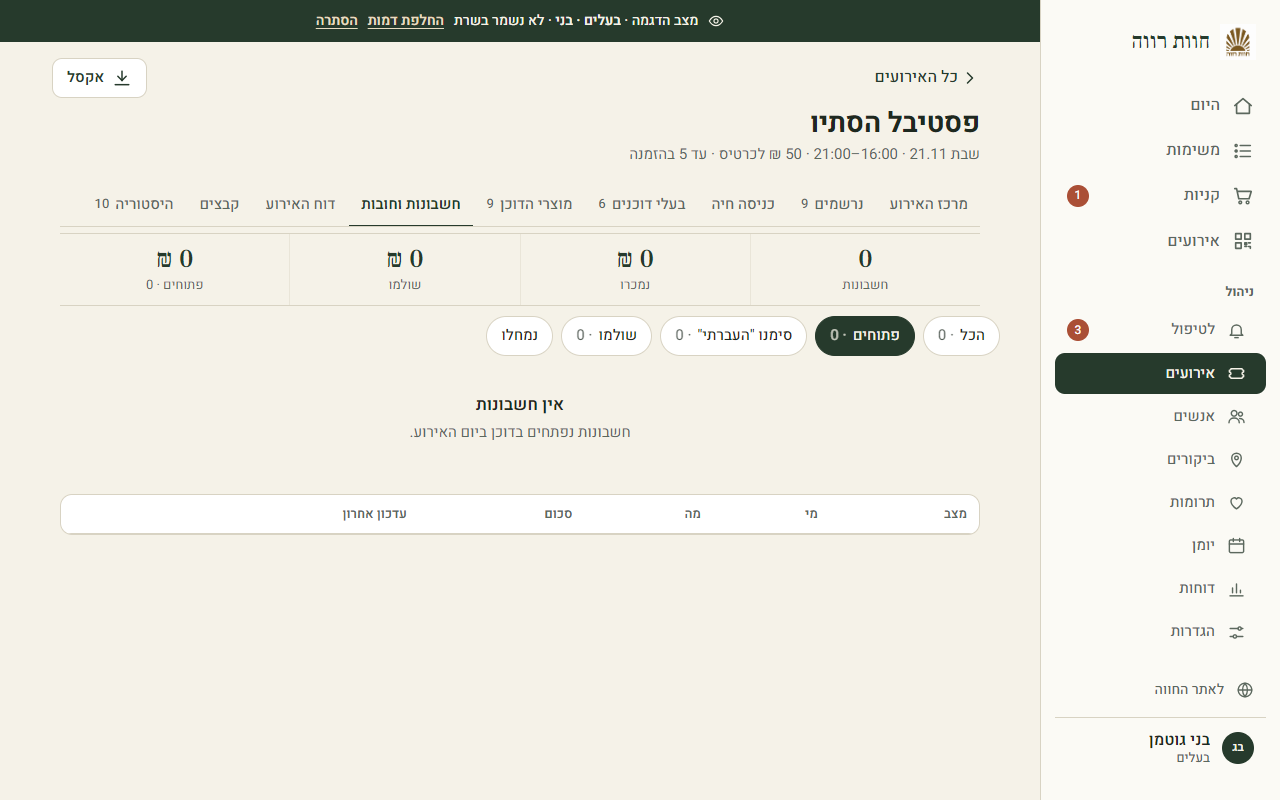 מצב הדגמה · בעלים · בני · לא נשמר בשרת החלפת דמות הסתרה
חוות רווה
היום
משימות
קניות 1
אירועים
ניהול
לטיפול 3
אירועים
אנשים
ביקורים
תרומות
יומן
דוחות
הגדרות
לאתר החווה
בג בני גוטמן
בעלים
כל האירועים
אקסל
פסטיבל הסתיו
שבת 21.11 · 16:00–21:00 · 50 ₪ לכרטיס · עד 5 בהזמנה
מרכז האירוע נרשמים 9 כניסה חיה בעלי דוכנים 6 מוצרי הדוכן 9 חשבונות וחובות דוח האירוע קבצים היסטוריה 10
0 0 ₪ 0 ₪ 0 ₪
חשבונות נמכרו שולמו פתוחים · 0
הכל · 0 פתוחים · 0 סימנו "העברתי" · 0 שולמו · 0 נמחלו
אין חשבונות
חשבונות נפתחים בדוכן ביום האירוע.
מצב מי מה סכום עדכון אחרון